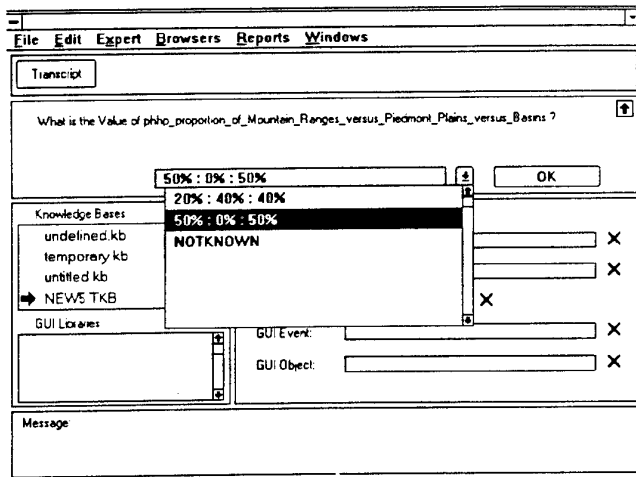 File Edit Expert Browsers Reports Windows
Transcript
What is the Value of phho_proportion_of_Mountain_Ranges_versus_Piedmont_Plains_versus_Basins ?
50% : 0% : 50%
OK
20% : 40% : 40%
50% : 0% : 50%
NOTKNOWN
Knowledge Bases
undefined.kb
temporary.kb
untitled.kb
NEW5 TKB
GUI Libraries
GUI Event:
GUI Object:
Message